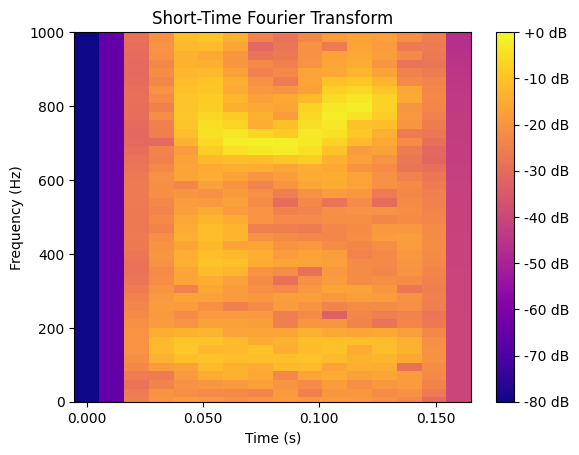 Short-Time Fourier Transform
Frequency (Hz)
1000
800
600
400
200
0
0.000
0.050
0.100
0.150
Time (s)
+0 dB
-10 dB
-20 dB
-30 dB
-40 dB
-50 dB
-60 dB
-70 dB
-80 dB